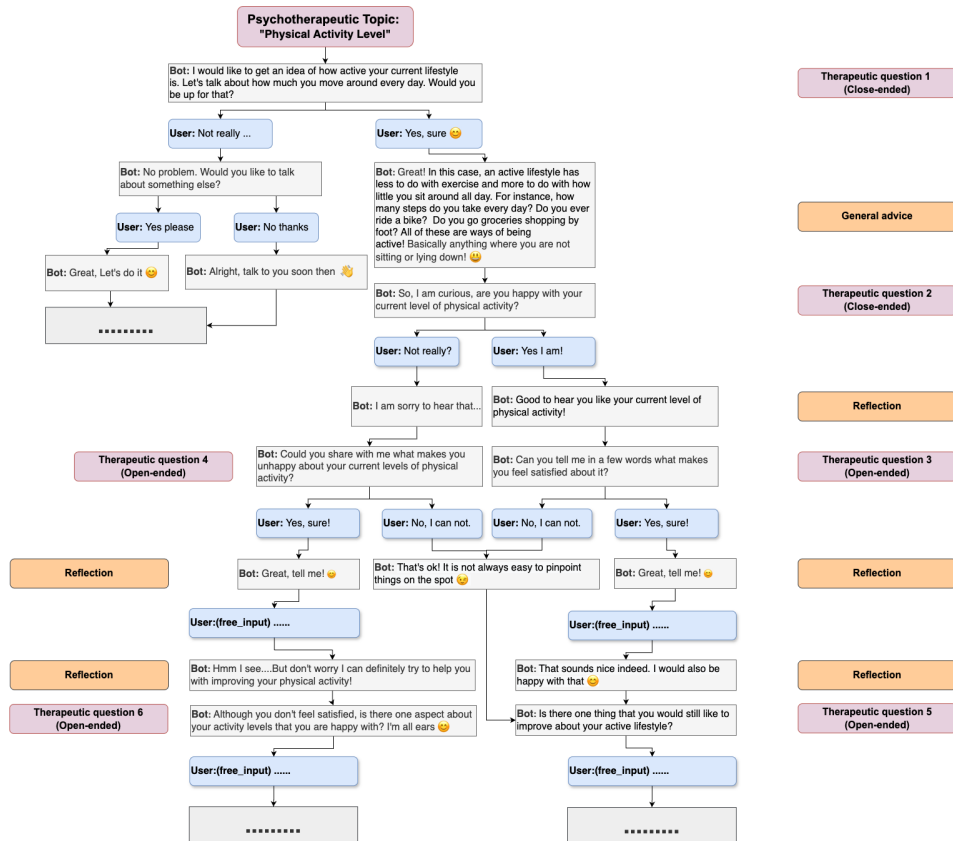 Psychotherapeutic Topic:
"Physical Activity Level"
Bot: I would like to get an idea of how active your current lifestyle
is. Let's talk about how much you move around every day. Would you
be up for that?
Therapeutic question 1
(Close-ended)
User: Not really ...
User: Yes, sure 😊
Bot: No problem. Would you like to talk
about something else?
Bot: Great! In this case, an active lifestyle has
less to do with exercise and more to do with how
little you sit around all day. For instance, how
many steps do you take every day? Do you ever
ride a bike? Do you go groceries shopping by
foot? All of these are ways of being
active! Basically anything where you are not
sitting or lying down! 😃
General advice
User: Yes please
User: No thanks
Bot: Great, Let's do it 😊
Bot: Alright, talk to you soon then 👋
.........
Bot: So, I am curious, are you happy with your
current level of physical activity?
Therapeutic question 2
(Close-ended)
User: Not really?
User: Yes I am!
Bot: I am sorry to hear that...
Bot: Good to hear you like your current level of
physical activity!
Reflection
Therapeutic question 4
(Open-ended)
Bot: Could you share with me what makes you
unhappy about your current levels of physical
activity?
Bot: Can you tell me in a few words what makes
you feel satisfied about it?
Therapeutic question 3
(Open-ended)
User: Yes, sure!
User: No, I can not.
User: No, I can not.
User: Yes, sure!
Reflection
Bot: Great, tell me! 😊
Bot: That's ok! It is not always easy to pinpoint
things on the spot 😉
Bot: Great, tell me! 😊
Reflection
User:(free_input) ......
User:(free_input) ......
Reflection
Bot: Hmm I see....But don't worry I can definitely try to help you
with improving your physical activity!
Bot: That sounds nice indeed. I would also be
happy with that 😊
Reflection
Therapeutic question 6
(Open-ended)
Bot: Although you don't feel satisfied, is there one aspect about
your activity levels that you are happy with? I'm all ears 😊
Bot: Is there one thing that you would still like to
improve about your active lifestyle?
Therapeutic question 5
(Open-ended)
User:(free_input) ......
User:(free_input) ......
.........
.........